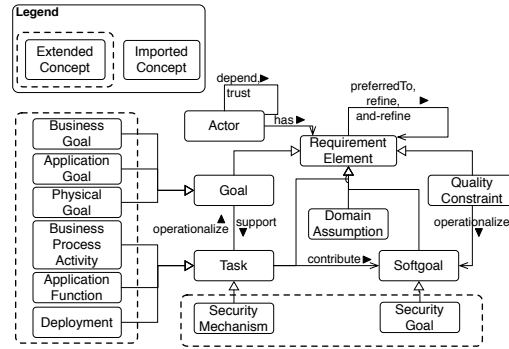 Legend
Extended
Concept
Imported
Concept
depend,▶
trust
preferredTo,
refine, ▶
and-refine
Actor
has▶
Requirement
Element
Business
Goal
Application
Goal
Physical
Goal
Goal
Quality
Constraint
Domain
Assumption
operationalize▲
support▼
operationalize▼
Business
Process
Activity
Task
contribute▶
Softgoal
Application
Function
Deployment
Security
Mechanism
Security
Goal